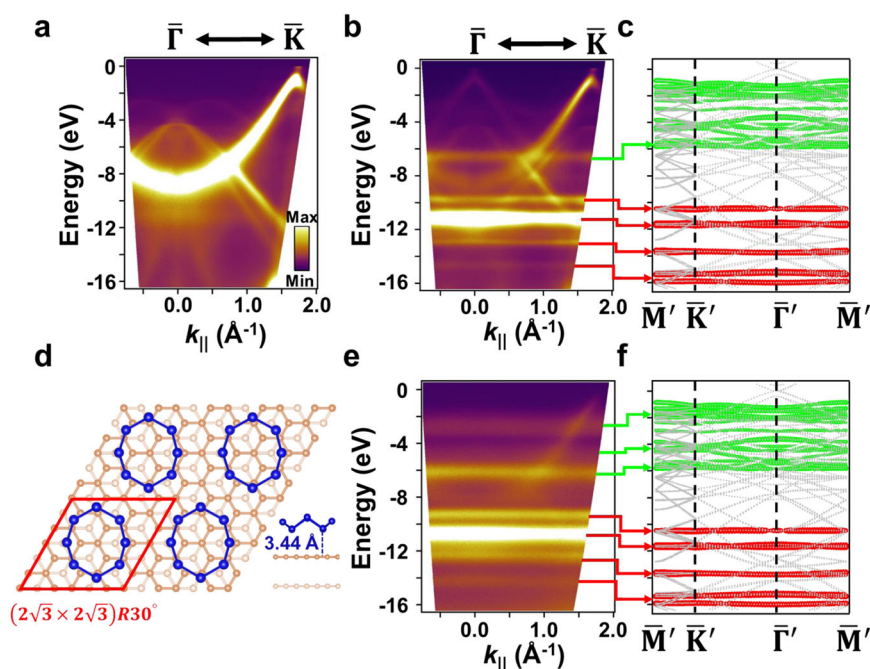 a
Γ̅ K̅
Energy (eV)
0
-4
-8
-12
-16
Max
Min
0.0 1.0 2.0
k|| (Å-1)
b
Γ̅ K̅
Energy (eV)
0
-4
-8
-12
-16
0.0 1.0 2.0
k|| (Å-1)
c
M̅′ K̅′ Γ̅′ M̅′
d
3.44 Å
(2√3 × 2√3)R30°
e
Energy (eV)
0
-4
-8
-12
-16
0.0 1.0 2.0
k|| (Å-1)
f
M̅′ K̅′ Γ̅′ M̅′